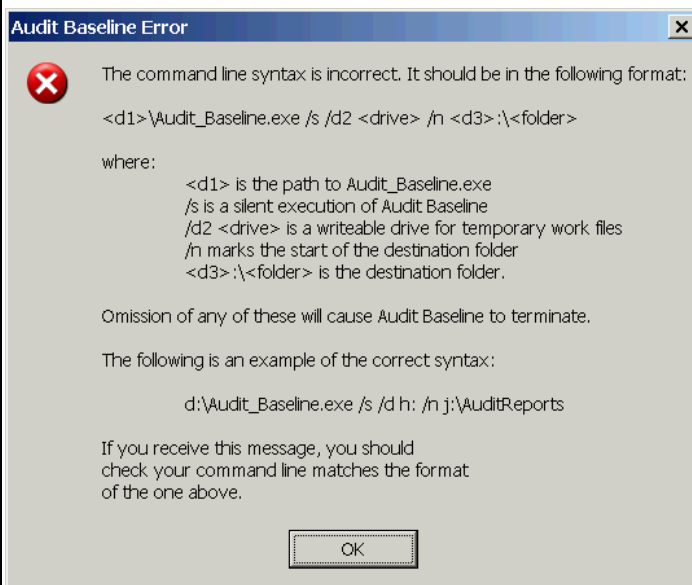 Audit Baseline Error
The command line syntax is incorrect. It should be in the following format:
<d1>\Audit_Baseline.exe /s /d2 <drive> /n <d3>:\<folder>
where:
<d1> is the path to Audit_Baseline.exe
/s is a silent execution of Audit Baseline
/d2 <drive> is a writeable drive for temporary work files
/n marks the start of the destination folder
<d3>:\<folder> is the destination folder.
Omission of any of these will cause Audit Baseline to terminate.
The following is an example of the correct syntax:
d:\Audit_Baseline.exe /s /d h: /n j:\AuditReports
If you receive this message, you should
check your command line matches the format
of the one above.
OK